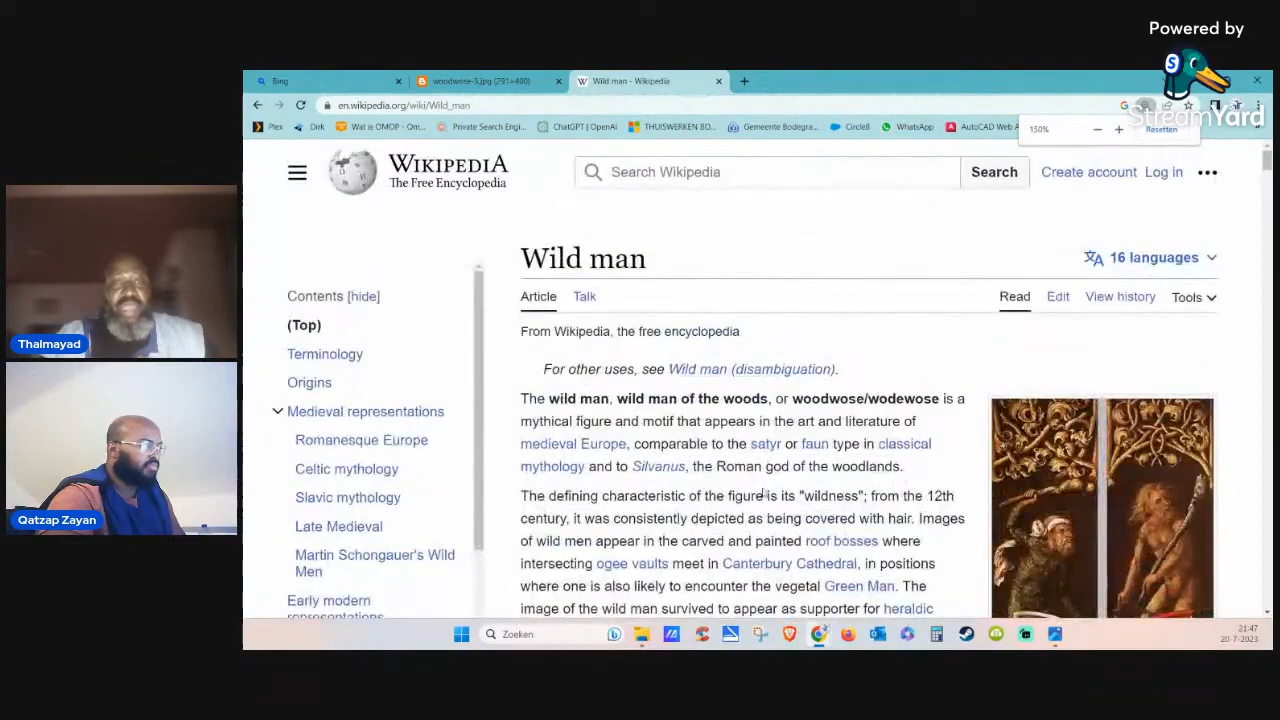 Powered by
StreamYard
Bing
woodwose-5.jpg (291×400)
Wild man - Wikipedia
en.wikipedia.org/wiki/Wild_man
Plex
Dirk
Wat is OMOP - Om...
Private Search Engi...
ChatGPT | OpenAI
THUISWERKEN BO...
Gemeente Bodegra...
Circle8
WhatsApp
AutoCAD Web A
150%
Resetten
WIKIPEDIA
The Free Encyclopedia
Search Wikipedia
Search
Create account
Log in
Wild man
16 languages
Article
Talk
Read
Edit
View history
Tools
Contents [hide]
(Top)
Terminology
Origins
Medieval representations
Romanesque Europe
Celtic mythology
Slavic mythology
Late Medieval
Martin Schongauer's Wild
Men
Early modern
representations
From Wikipedia, the free encyclopedia
For other uses, see Wild man (disambiguation).
The wild man, wild man of the woods, or woodwose/wodewose is a
mythical figure and motif that appears in the art and literature of
medieval Europe, comparable to the satyr or faun type in classical
mythology and to Silvanus, the Roman god of the woodlands.
The defining characteristic of the figure is its "wildness"; from the 12th
century, it was consistently depicted as being covered with hair. Images
of wild men appear in the carved and painted roof bosses where
intersecting ogee vaults meet in Canterbury Cathedral, in positions
where one is also likely to encounter the vegetal Green Man. The
image of the wild man survived to appear as supporter for heraldic
Thalmayad
Qatzap Zayan
Zoeken
21:47
20-7-2023